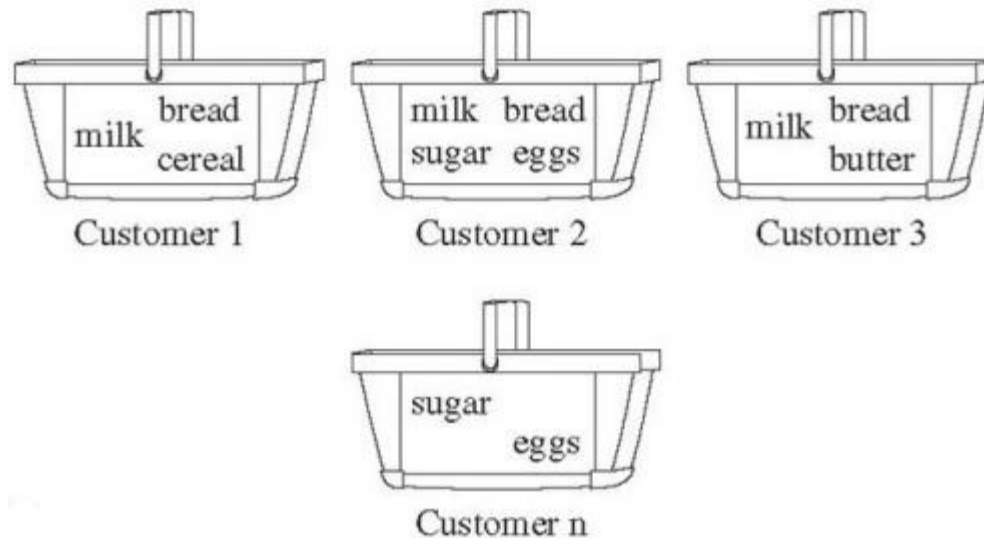 milk bread
cereal
Customer 1
milk bread
sugar eggs
Customer 2
milk bread
butter
Customer 3
sugar
eggs
Customer n